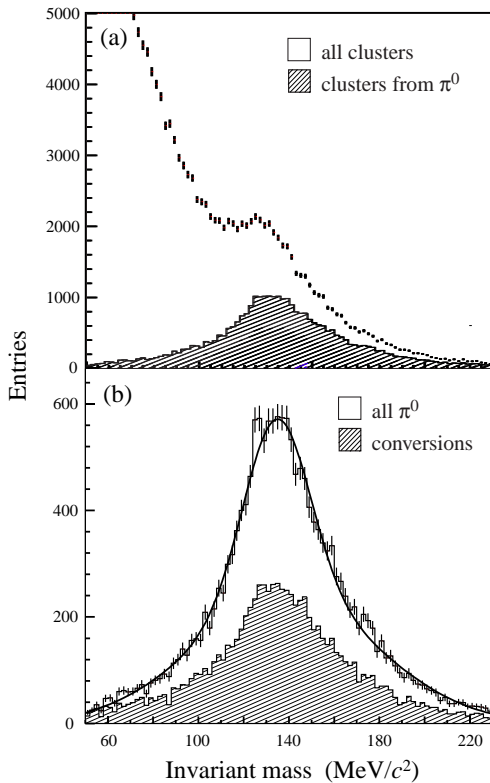 5000
(a)
all clusters
clusters from π⁰
4000
3000
2000
1000
0
Entries
(b)
all π⁰
600
conversions
400
200
0
60 100 140 180 220
Invariant mass (MeV/c²)